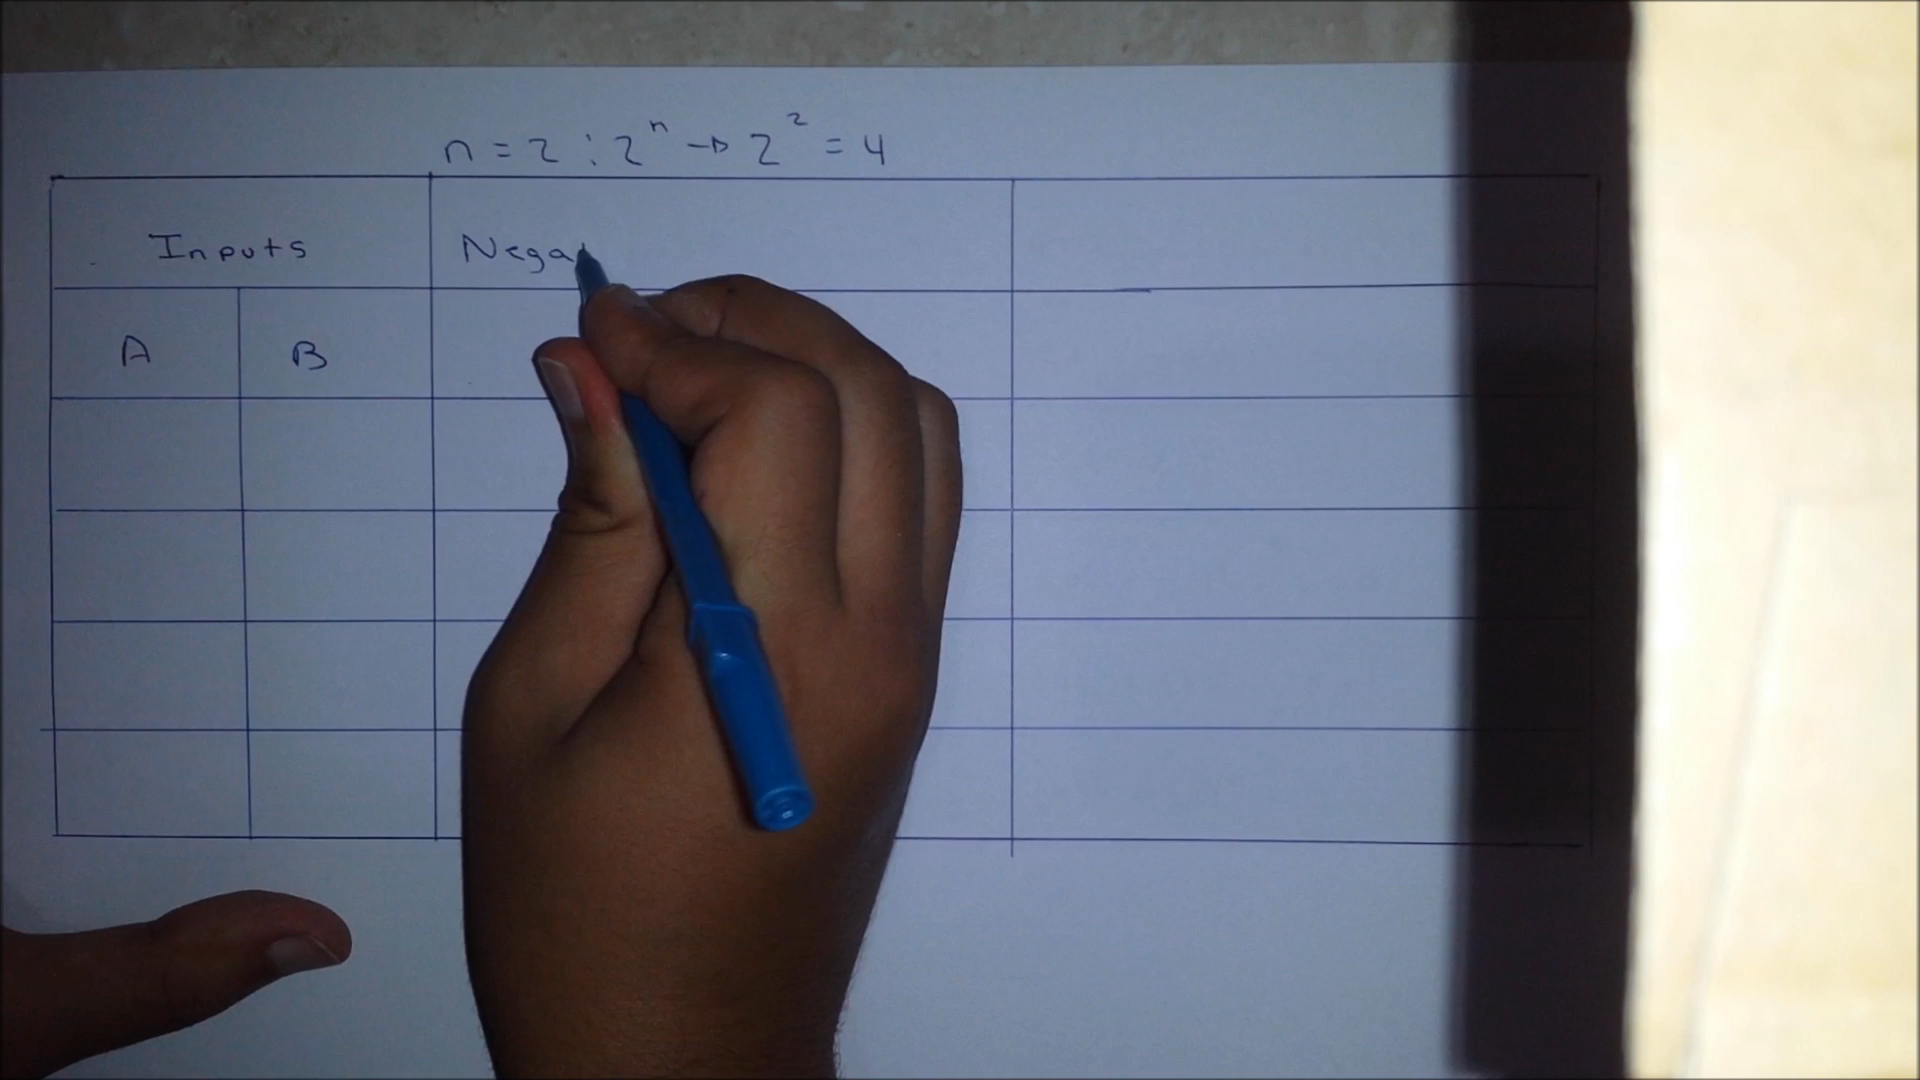 n = 2 : 2ⁿ → 2² = 4
Inputs Nega
A B